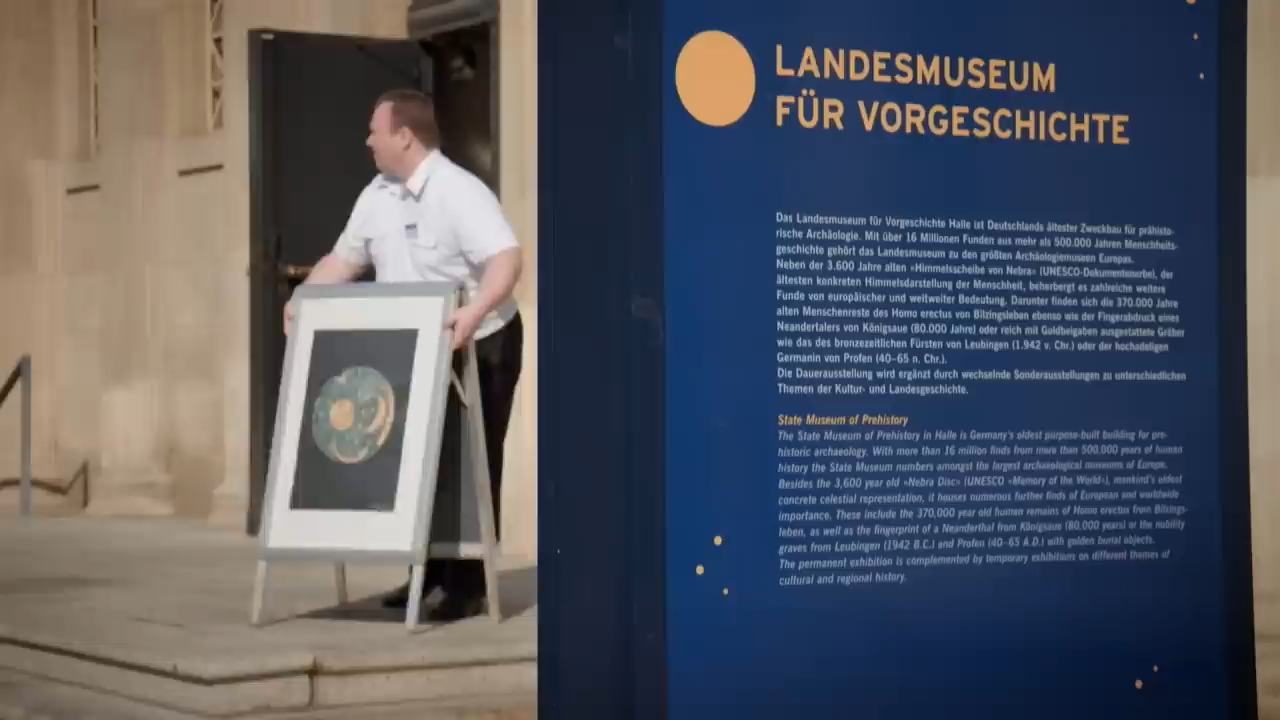 LANDESMUSEUM
FÜR VORGESCHICHTE
Das Landesmuseum für Vorgeschichte Halle ist Deutschlands ältester Zweckbau für prähisto-
rische Archäologie. Mit über 16 Millionen Funden aus mehr als 500.000 Jahren Menschheits-
geschichte gehört das Landesmuseum zu den größten Archäologiemuseen Europas.
Neben der 3.600 Jahre alten »Himmelsscheibe von Nebra« (UNESCO-Dokumentenerbe), der
ältesten konkreten Himmelsdarstellung der Menschheit, beherbergt es zahlreiche weitere
Funde von europäischer und weltweiter Bedeutung. Darunter finden sich die 370.000 Jahre
alten Menschenreste des Homo erectus von Bilzingsleben ebenso wie der Fingerabdruck eines
Neandertalers von Königsaue (80.000 Jahre) oder reich mit Goldbeigaben ausgestattete Gräber
wie das des bronzezeitlichen Fürsten von Leubingen (1.942 v. Chr.) oder der hochadeligen
Germanin von Profen (40–65 n. Chr.).
Die Dauerausstellung wird ergänzt durch wechselnde Sonderausstellungen zu unterschiedlichen
Themen der Kultur- und Landesgeschichte.
State Museum of Prehistory
The State Museum of Prehistory in Halle is Germany's oldest purpose-built building for pre-
historic archaeology. With more than 16 million finds from more than 500,000 years of human
history the State Museum numbers amongst the largest archaeological museums of Europe.
Besides the 3,600 year old »Nebra Disc« (UNESCO »Memory of the World«), mankind's oldest
concrete celestial representation, it houses numerous further finds of European and worldwide
importance. These include the 370,000 year old human remains of Homo erectus from Bilzings-
leben, as well as the fingerprint of a Neanderthal from Königsaue (80,000 years) or the nobility
graves from Leubingen (1942 B.C.) and Profen (40–65 A.D.) with golden burial objects.
The permanent exhibition is complemented by temporary exhibitions on different themes of
cultural and regional history.